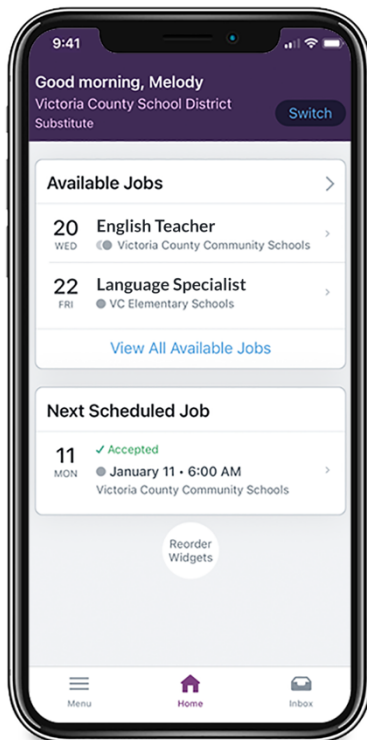 9:41
Good morning, Melody
Victoria County School District
Substitute
Switch
Available Jobs
20
WED
English Teacher
Victoria County Community Schools
22
FRI
Language Specialist
VC Elementary Schools
View All Available Jobs
Next Scheduled Job
11
MON
✓ Accepted
January 11 • 6:00 AM
Victoria County Community Schools
Reorder
Widgets
Menu
Home
Inbox